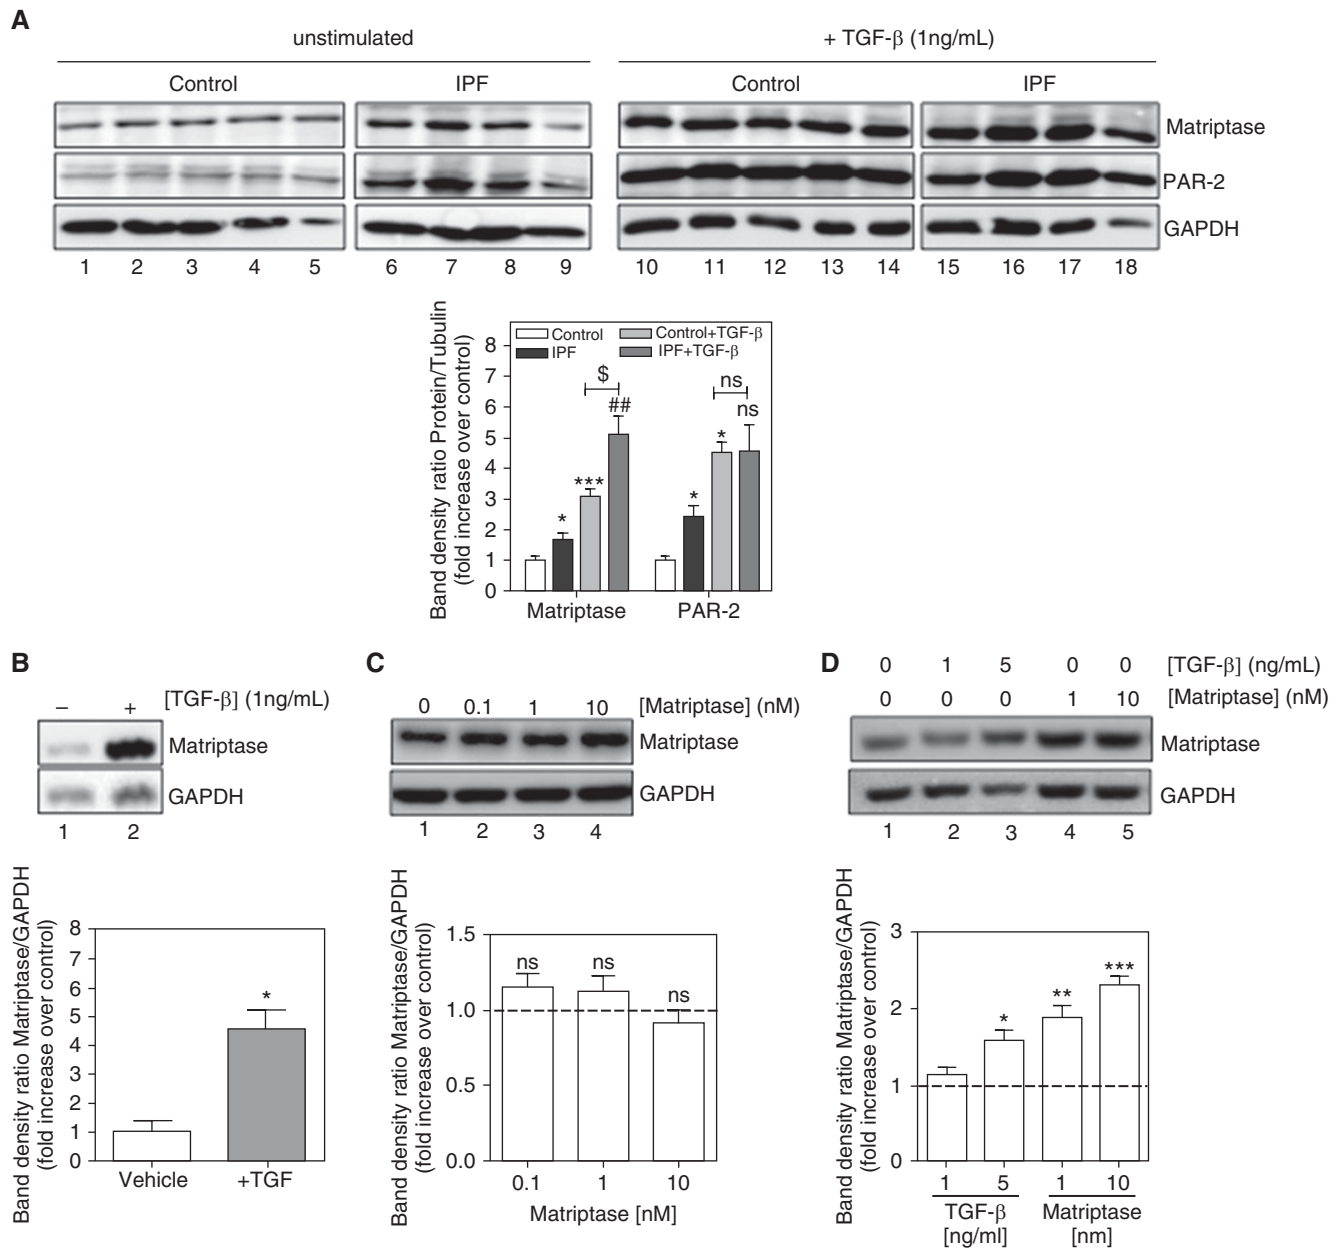 A
unstimulated
+ TGF-β (1ng/mL)
Control
IPF
Control
IPF
Matriptase
PAR-2
GAPDH
1 2 3 4 5 6 7 8 9 10 11 12 13 14 15 16 17 18
Band density ratio Protein/Tubulin
(fold increase over control)
Control
Control+TGF-β
IPF
IPF+TGF-β
8
7
6
5
4
3
2
1
0
$
##
***
*
ns
ns
*
*
Matriptase
PAR-2
B
– + [TGF-β] (1ng/mL)
Matriptase
GAPDH
1 2
Band density ratio Matriptase/GAPDH
(fold increase over control)
8
7
6
5
4
3
2
1
0
*
Vehicle
+TGF
C
0 0.1 1 10 [Matriptase] (nM)
Matriptase
GAPDH
1 2 3 4
Band density ratio Matriptase/GAPDH
(fold increase over control)
1.5
1.0
0.5
0.0
ns
ns
ns
0.1 1 10
Matriptase [nM]
D
0 1 5 0 0 [TGF-β] (ng/mL)
0 0 0 1 10 [Matriptase] (nM)
Matriptase
GAPDH
1 2 3 4 5
Band density ratio Matriptase/GAPDH
(fold increase over control)
3
2
1
0
*
**
***
1 5 1 10
TGF-β
[ng/ml]
Matriptase
[nm]